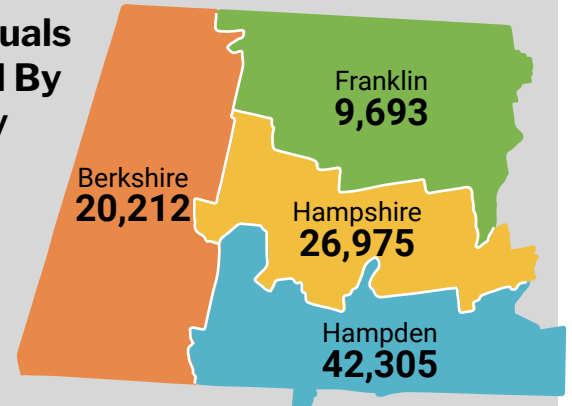 uals
By
Franklin
9,693
Berkshire
20,212
Hampshire
26,975
Hampden
42,305